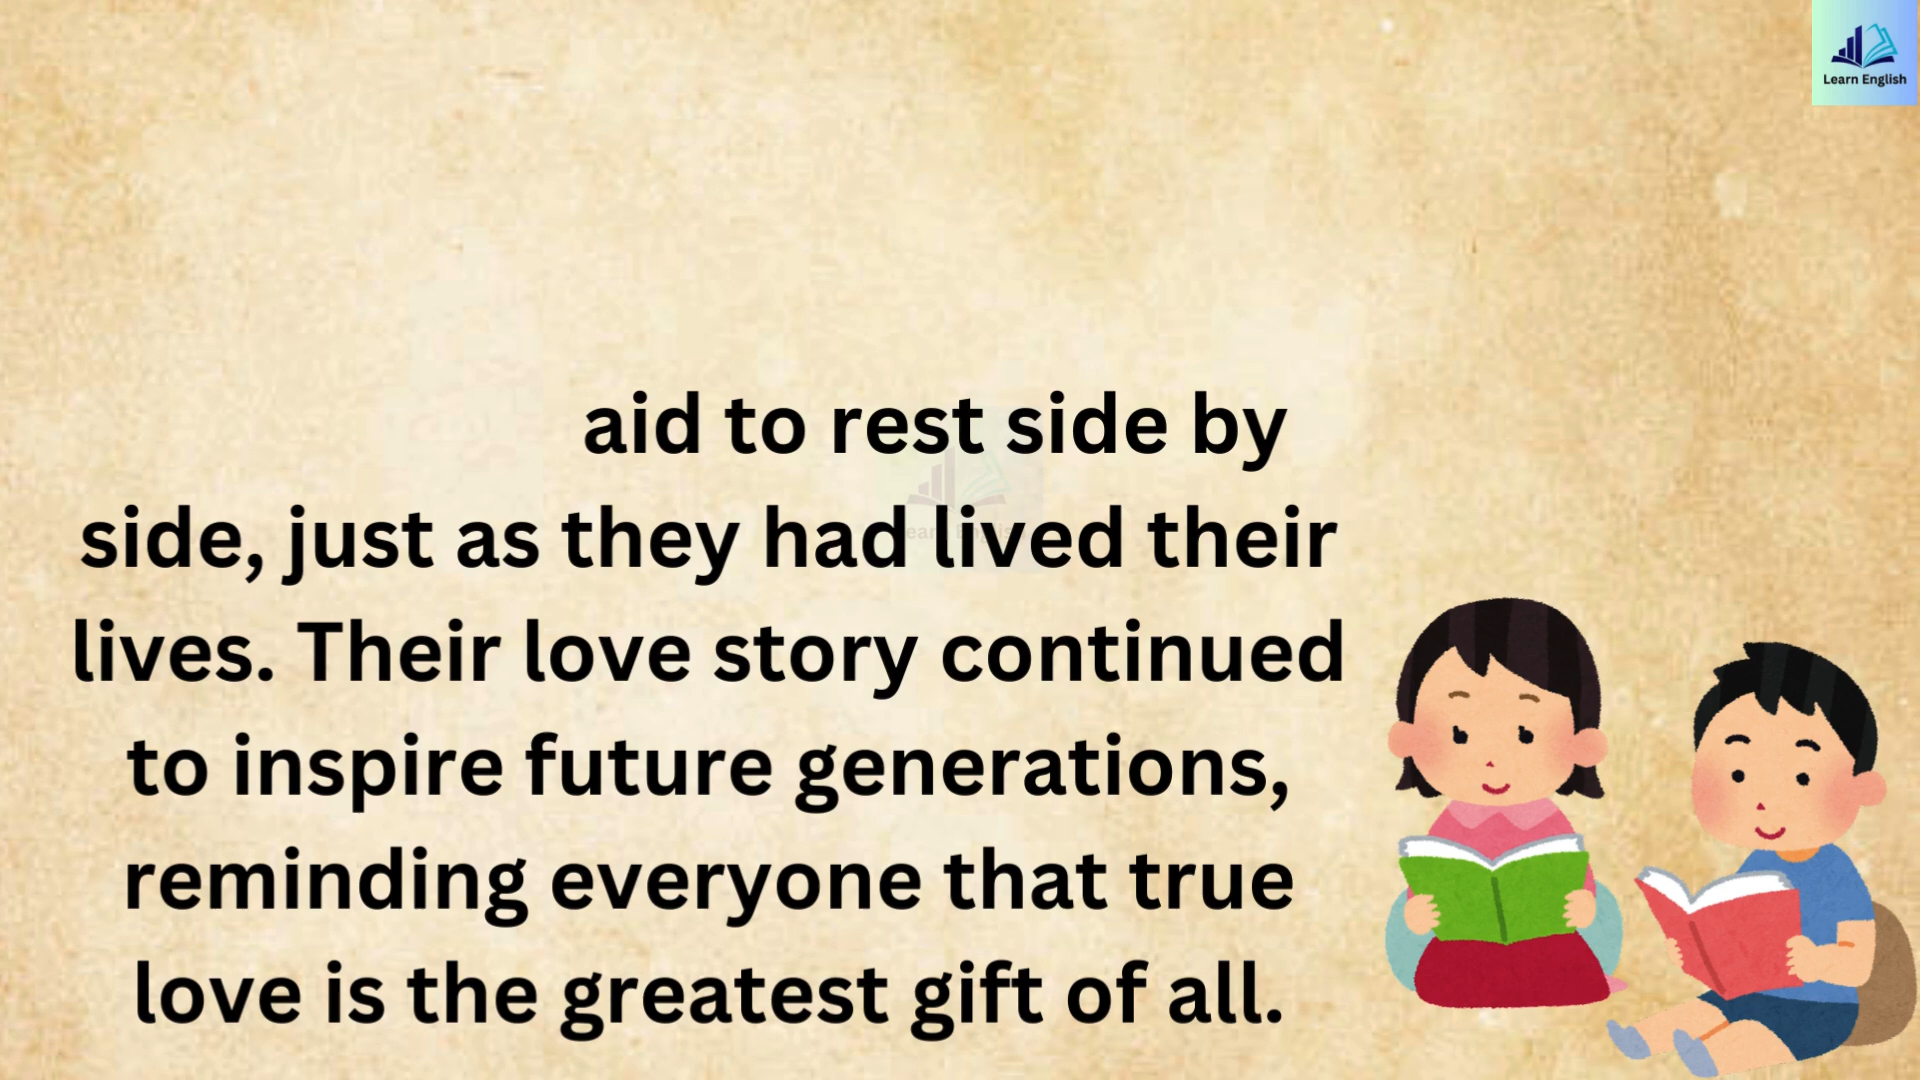 Learn English
aid to rest side by
side, just as they had lived their
lives. Their love story continued
to inspire future generations,
reminding everyone that true
love is the greatest gift of all.